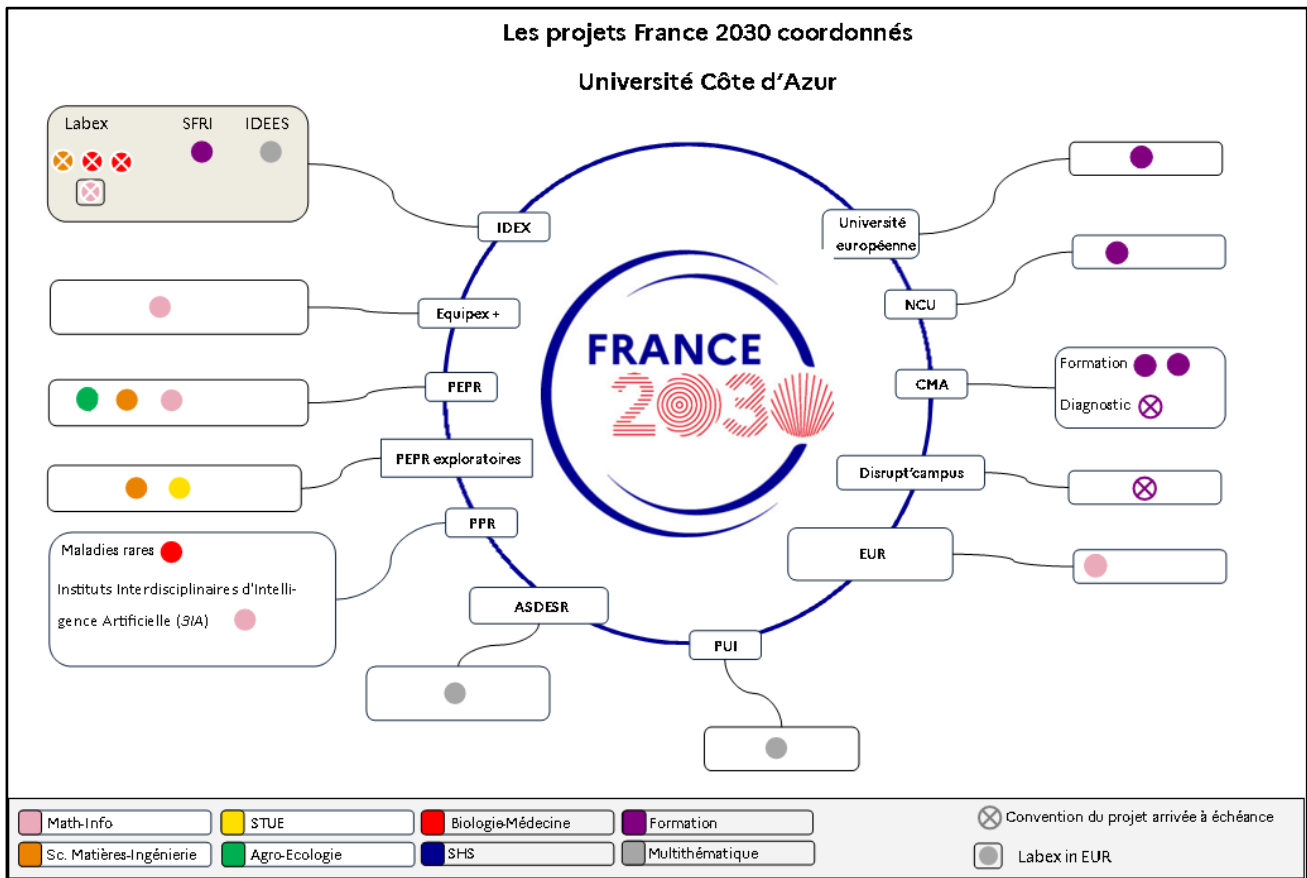 Les projets France 2030 coordonnés
Université Côte d'Azur
Labex SFRI IDEES
IDEX
Université
européenne
NCU
Equipex +
FRANCE
2030
PEPR
CMA
Formation
Diagnostic
PEPR exploratoires
Disrupt'campus
PPR
EUR
Maladies rares
Instituts Interdisciplinaires d'Intelli-
gence Artificielle (3IA)
ASDESR
PUI
Math-Info STUE Biologie-Médecine Formation Convention du projet arrivée à échéance
Sc. Matières-Ingénierie Agro-Ecologie SHS Multithématique Labex in EUR